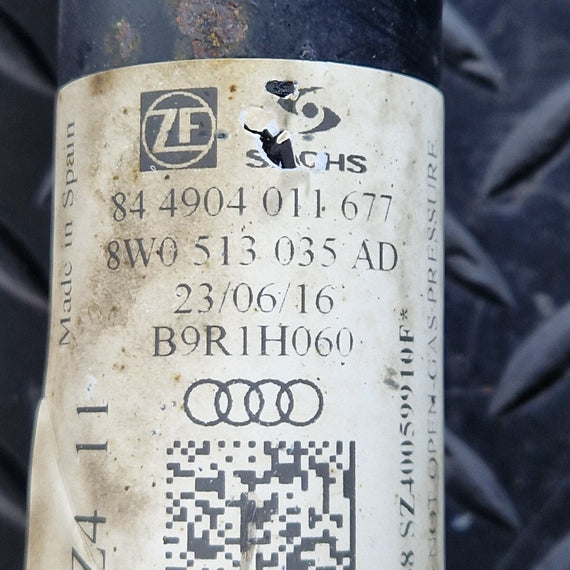 ZF
SACHS
84 4904 011 677
8W0 513 035 AD
23/06/16
B9R1H060
Made in Spain
Z4 11
8 SZ40059910F*
NOT OPEN GAS PRESSURE